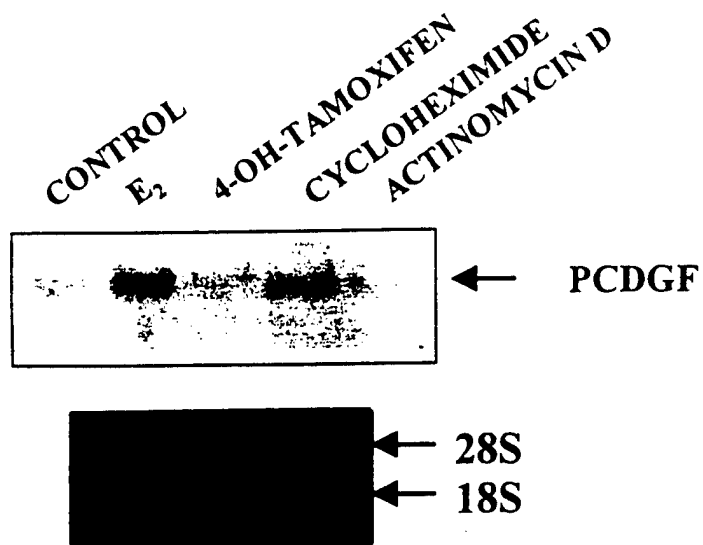 CONTROL
E₂
4-OH-TAMOXIFEN
CYCLOHEXIMIDE
ACTINOMYCIN D
PCDGF
28S
18S